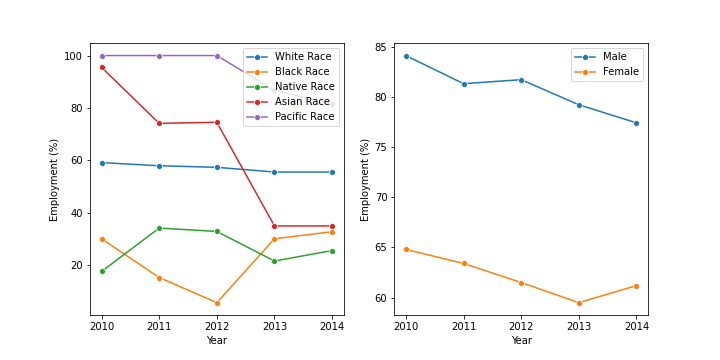 100
80
60
40
20
Employment (%)
2010 2011 2012 2013 2014
Year
White Race
Black Race
Native Race
Asian Race
Pacific Race
85
80
75
70
65
60
Employment (%)
2010 2011 2012 2013 2014
Year
Male
Female